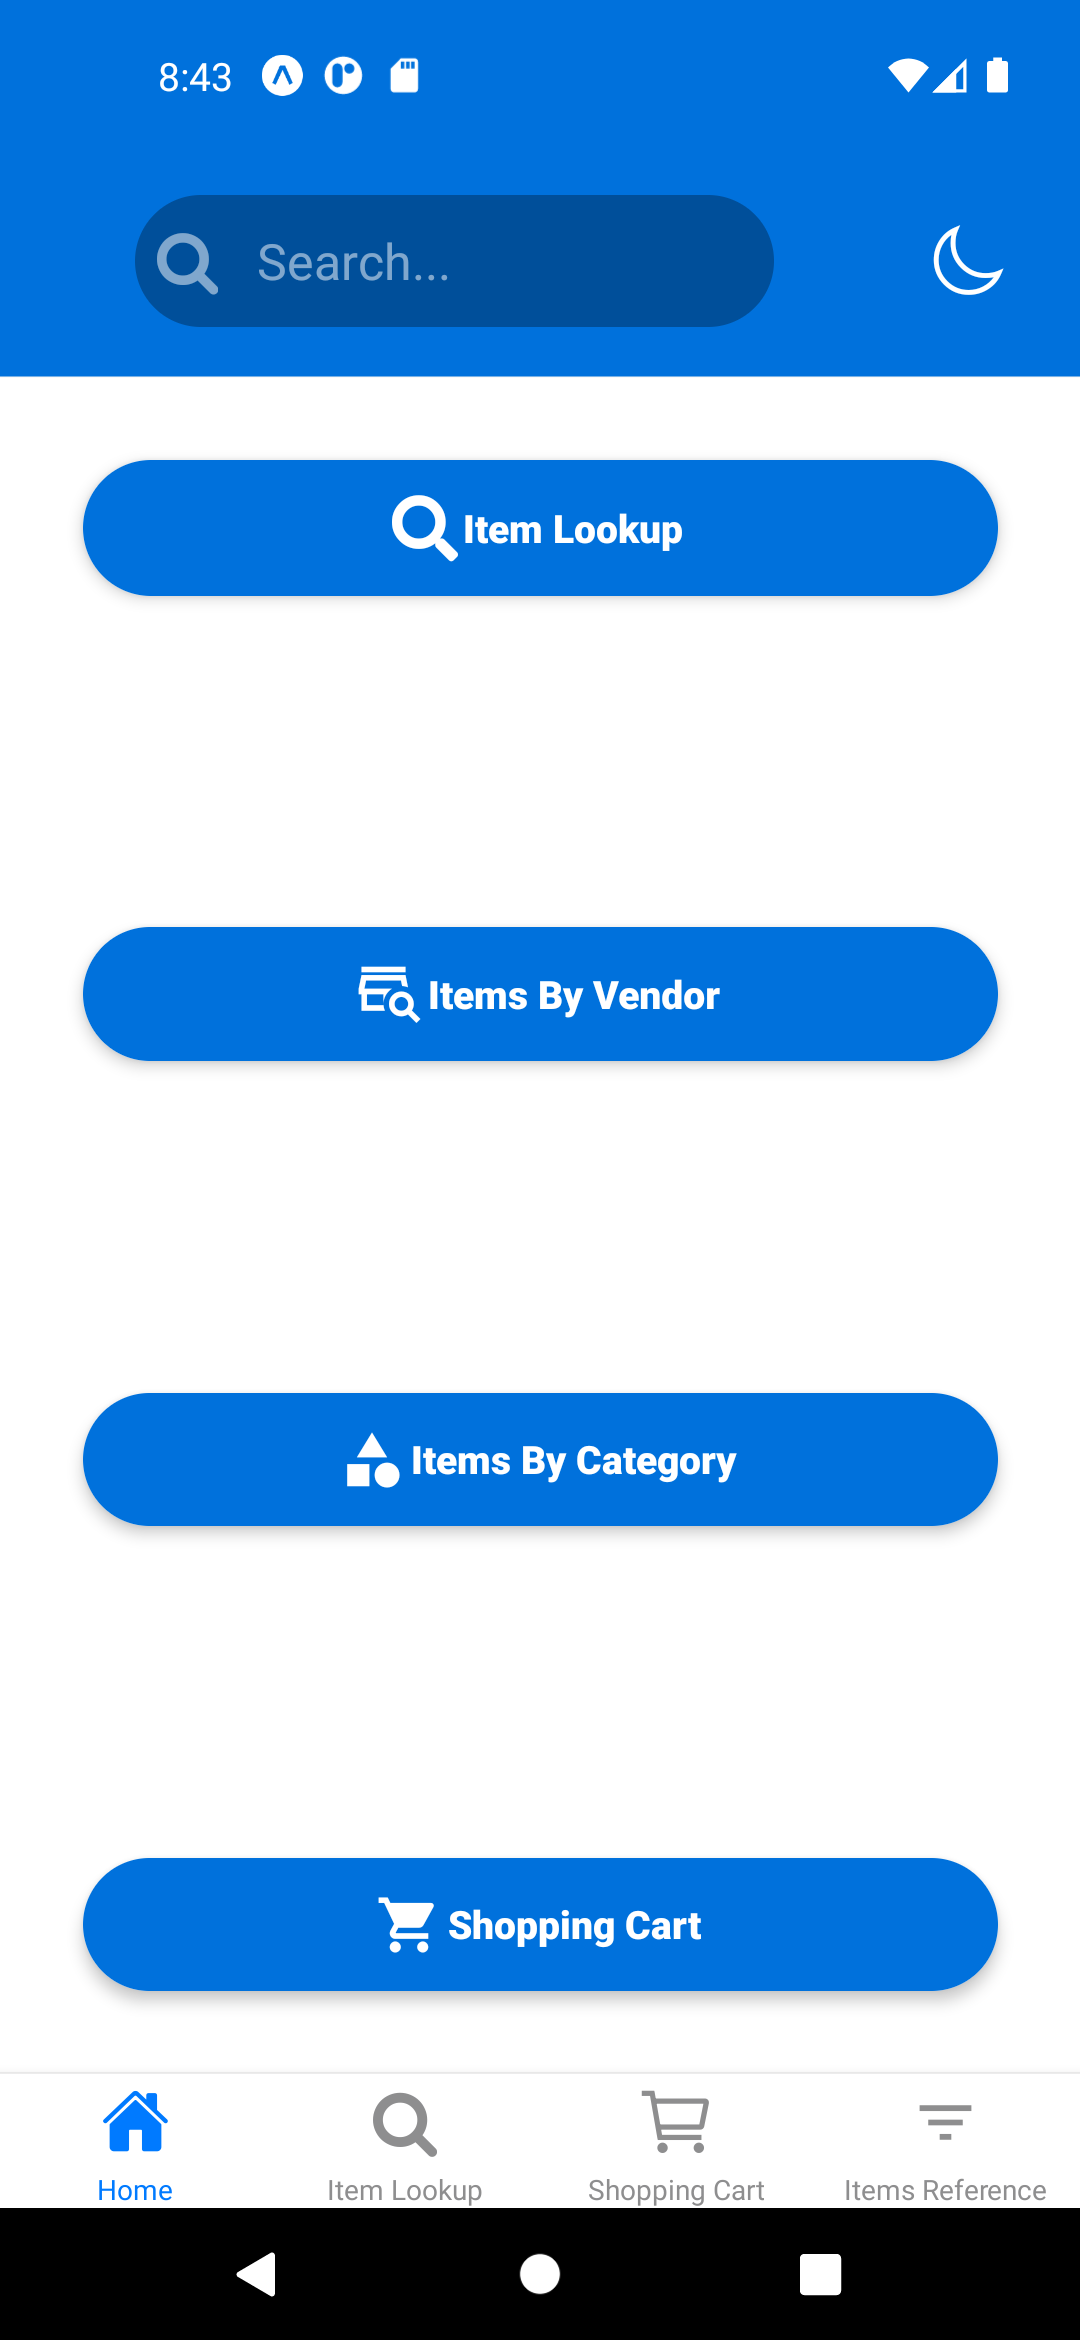 8:43
Search...
Item Lookup
Items By Vendor
Items By Category
Shopping Cart
Home
Item Lookup
Shopping Cart
Items Reference